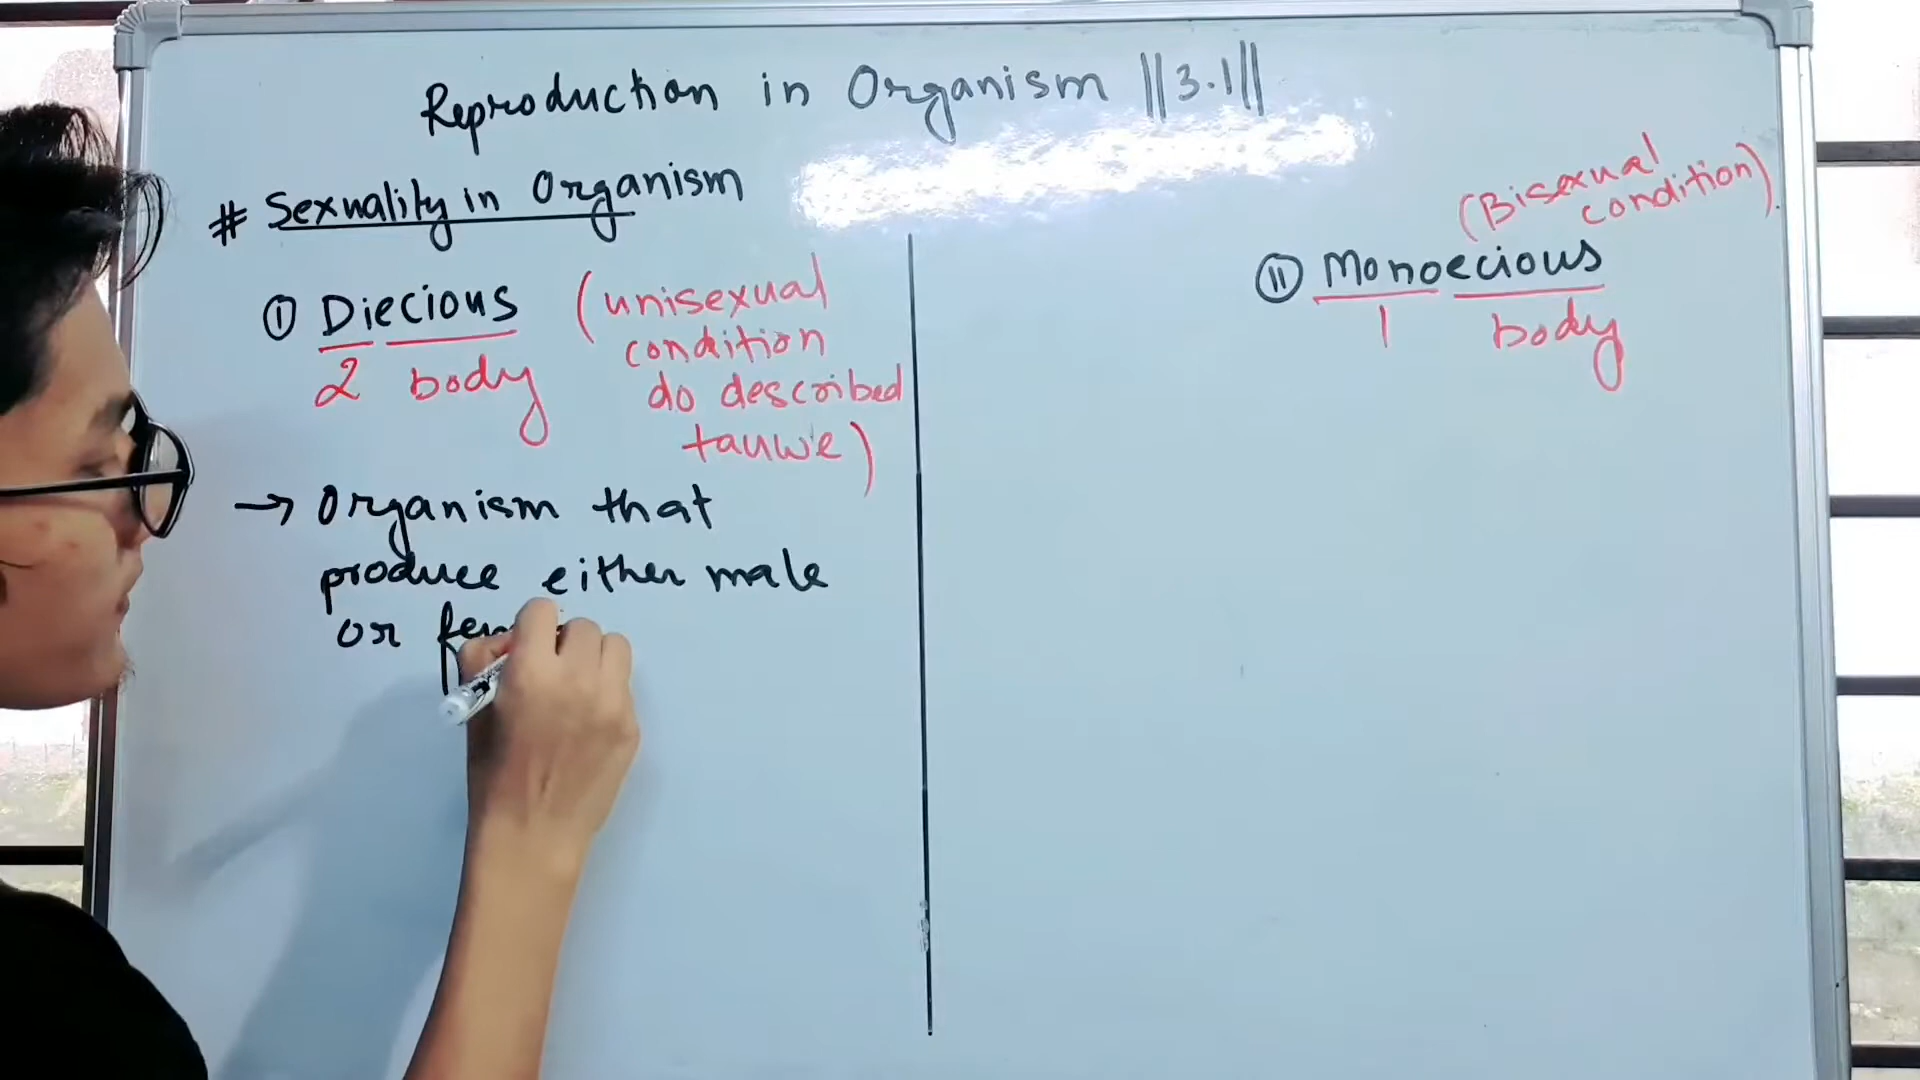 Reproduction in Organism ||3.1||
# Sexuality in Organism
(i) Diecious
2 body
(unisexual
condition
do described
tauwe)
→ Organism that
produce either male
or
(Bisexual
condition).
(ii) Monoecious
1 body